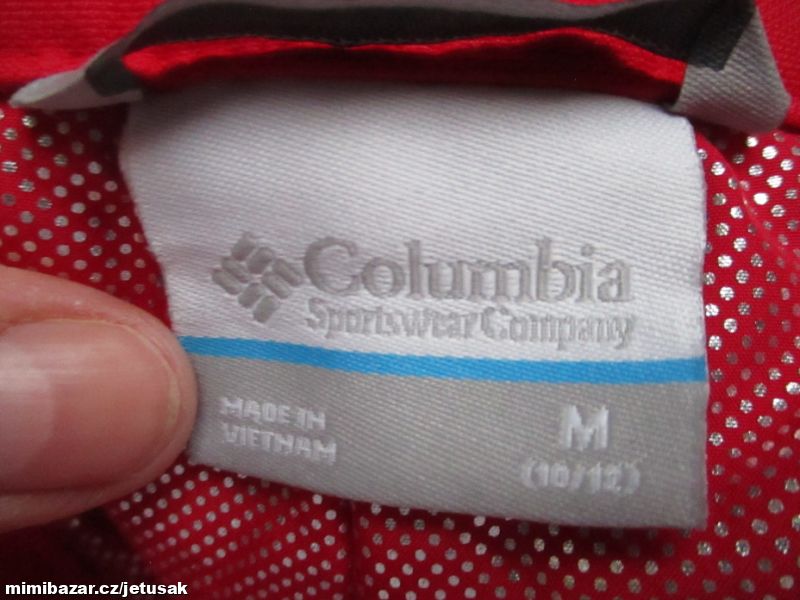 Columbia
Sportswear Company
MADE IN
VIETNAM
M
(10/12)
mimibazar.cz/jetusak